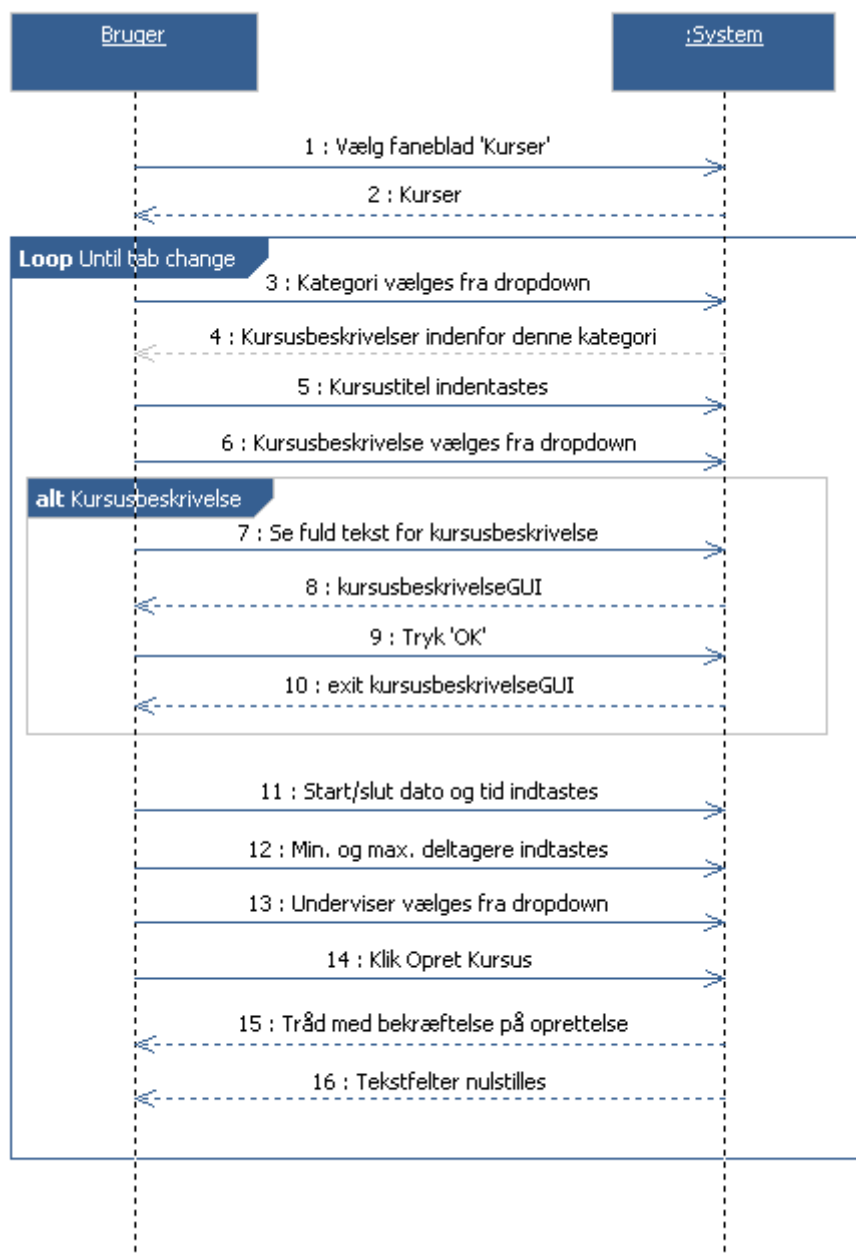 Bruger
:System
1 : Vælg faneblad 'Kurser'
2 : Kurser
Loop Until tab change
3 : Kategori vælges fra dropdown
4 : Kursusbeskrivelser indenfor denne kategori
5 : Kursustitel indentastes
6 : Kursusbeskrivelse vælges fra dropdown
alt Kursusbeskrivelse
7 : Se fuld tekst for kursusbeskrivelse
8 : kursusbeskrivelseGUI
9 : Tryk 'OK'
10 : exit kursusbeskrivelseGUI
11 : Start/slut dato og tid indtastes
12 : Min. og max. deltagere indtastes
13 : Underviser vælges fra dropdown
14 : Klik Opret Kursus
15 : Tråd med bekræftelse på oprettelse
16 : Tekstfelter nulstilles